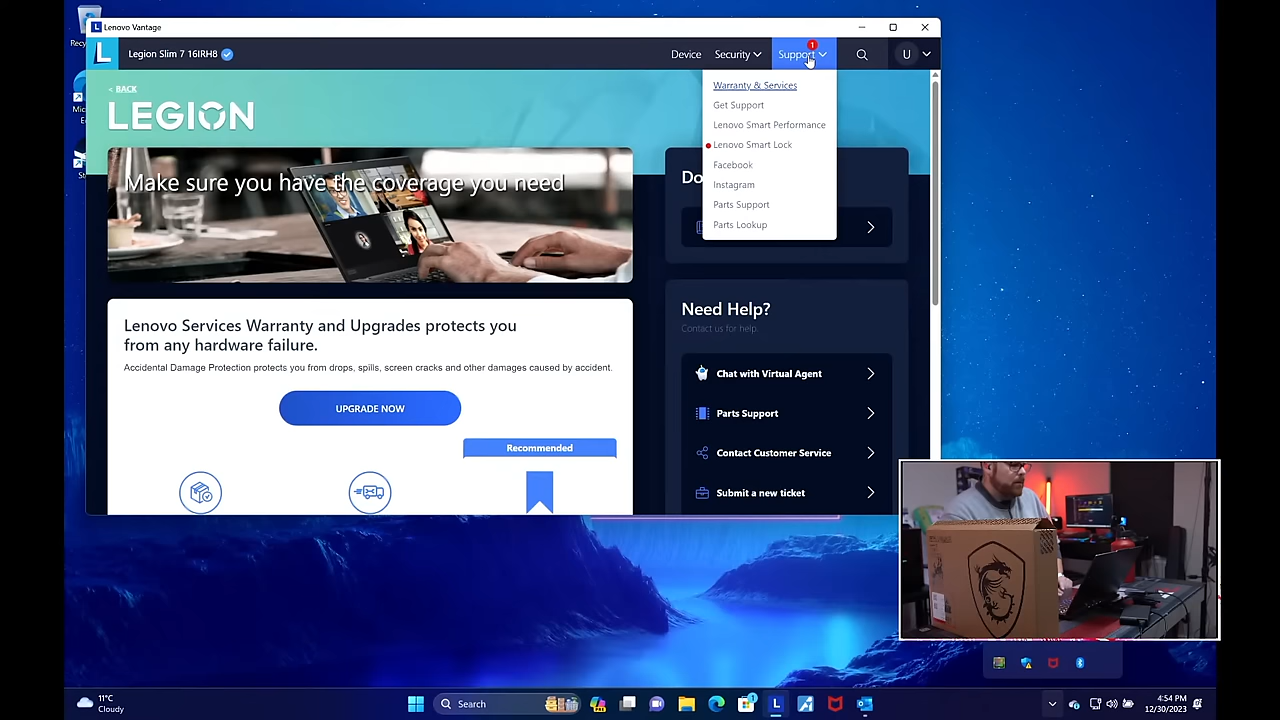 Recy
Lenovo Vantage
Legion Slim 7 16IRH8
Device
Security
Support
1
U
< BACK
LEGION
Make sure you have the coverage you need
Warranty & Services
Get Support
Lenovo Smart Performance
Lenovo Smart Lock
Facebook
Instagram
Parts Support
Parts Lookup
Do
Micr
E
St
Lenovo Services Warranty and Upgrades protects you
from any hardware failure.
Accidental Damage Protection protects you from drops, spills, screen cracks and other damages caused by accident.
UPGRADE NOW
Recommended
Need Help?
Contact us for help.
Chat with Virtual Agent
Parts Support
Contact Customer Service
Submit a new ticket
11°C
Cloudy
Search
4:54 PM
12/30/2023